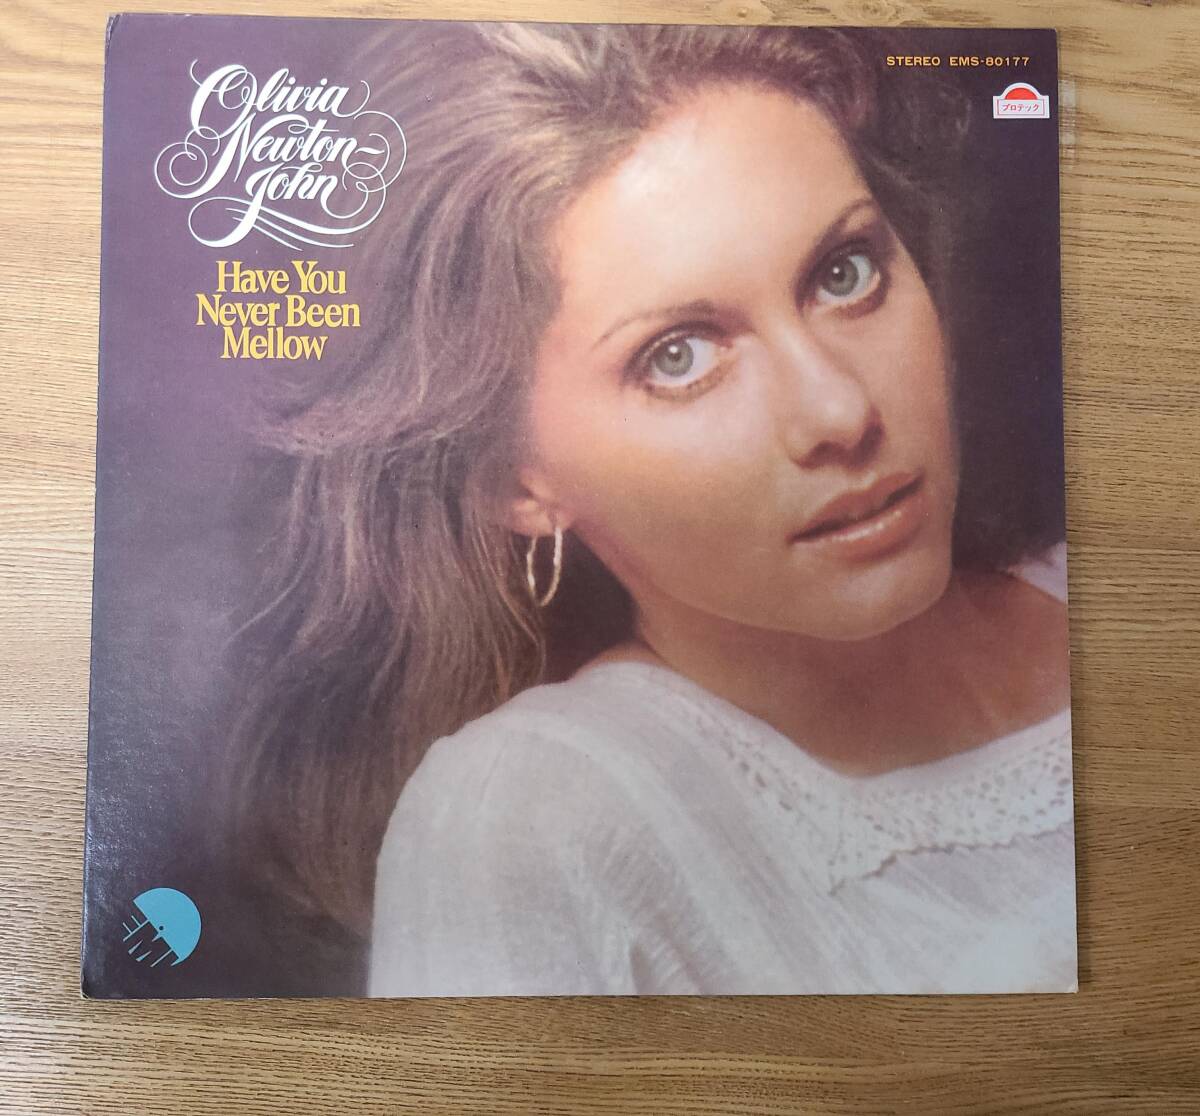 Olivia
Newton-
John
Have You
Never Been
Mellow
STEREO EMS-80177
プロテック
EMI